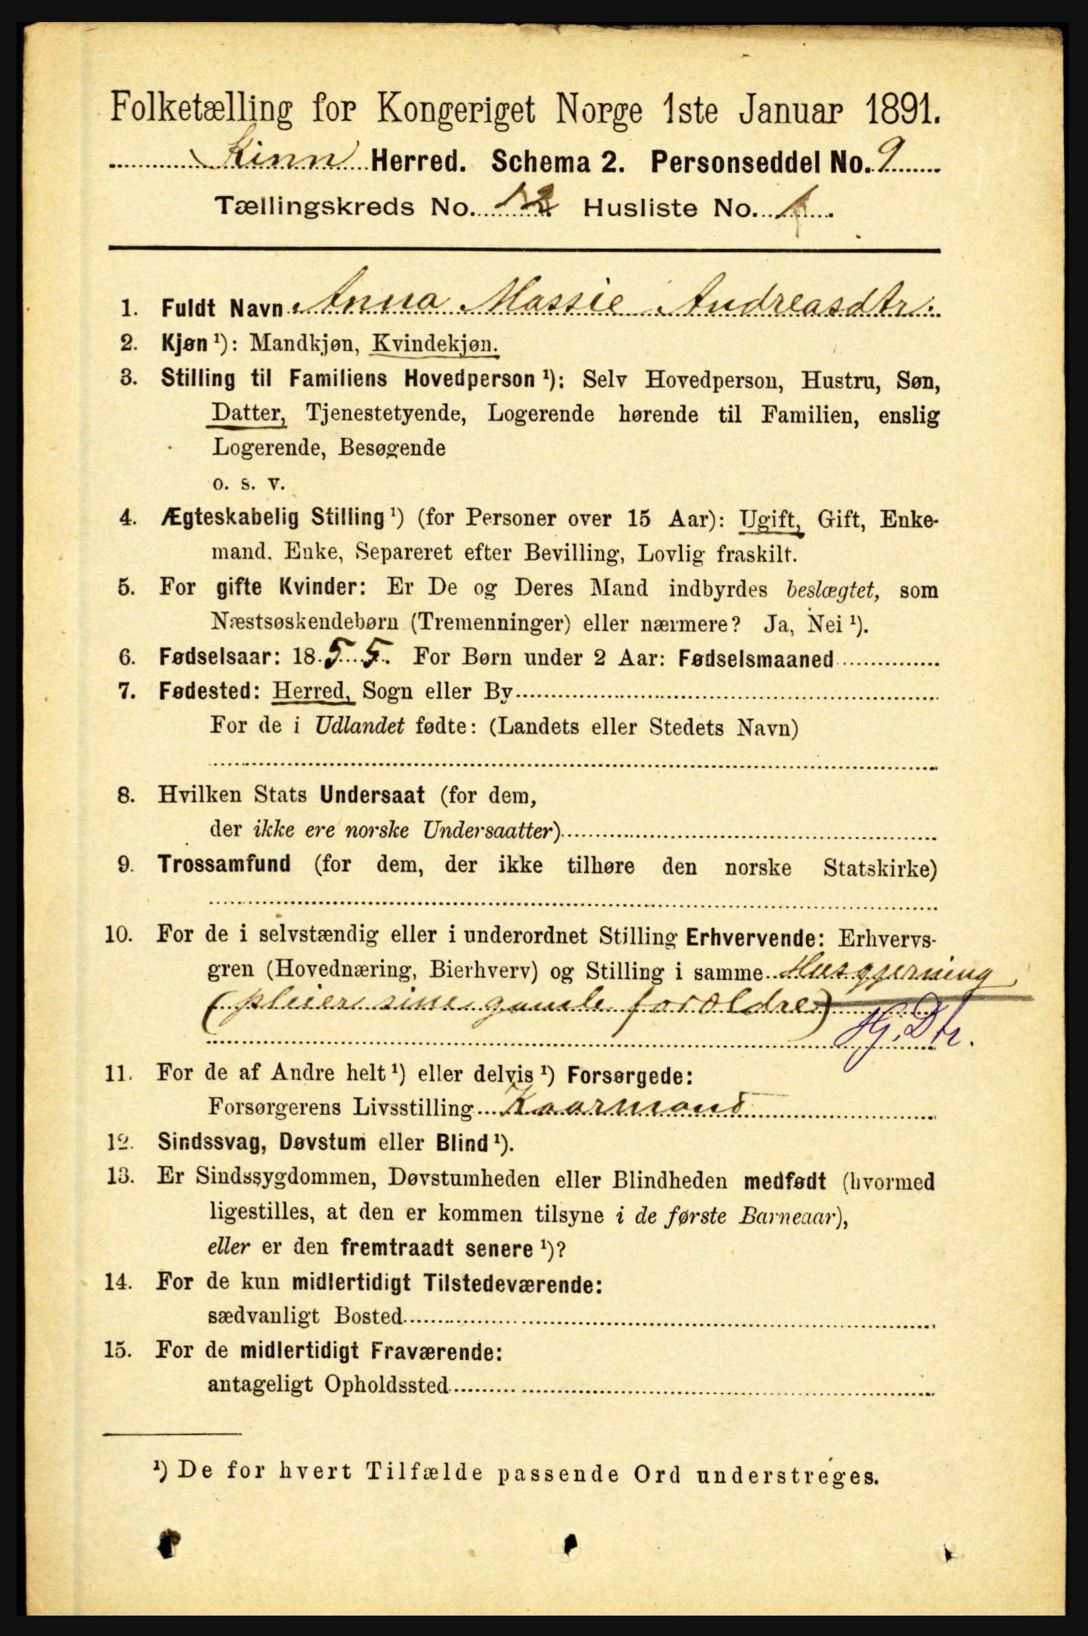 Folketælling for Kongeriget Norge 1ste Januar 1891.
Kinn Herred. Schema 2. Personseddel No. 9
Tællingskreds No. 12 Husliste No. 1.
1. Fuldt Navn Anna Massie Andreasdtr.
2. Kjøn ¹): Mandkjøn, Kvindekjøn.
3. Stilling til Familiens Hovedperson ¹): Selv Hovedperson, Hustru, Søn,
Datter, Tjenestetyende, Logerende hørende til Familien, enslig
Logerende, Besøgende
o. s. v.
4. Ægteskabelig Stilling ¹) (for Personer over 15 Aar): Ugift, Gift, Enke-
mand, Enke, Separeret efter Bevilling, Lovlig fraskilt.
5. For gifte Kvinder: Er De og Deres Mand indbyrdes beslægtet, som
Næstsøskendebørn (Tremenninger) eller nærmere? Ja, Nei ¹).
6. Fødselsaar: 1855. For Børn under 2 Aar: Fødselsmaaned
7. Fødested: Herred, Sogn eller By
For de i Udlandet fødte: (Landets eller Stedets Navn)
8. Hvilken Stats Undersaat (for dem,
der ikke ere norske Undersaatter)
9. Trossamfund (for dem, der ikke tilhøre den norske Statskirke)
10. For de i selvstændig eller i underordnet Stilling Erhvervende: Erhvervs-
gren (Hovednæring, Bierhverv) og Stilling i samme Husgjerning
(pleier sine gamle forældre)
Hj. Dtr.
11. For de af Andre helt ¹) eller delvis ¹) Forsørgede:
Forsørgerens Livsstilling Kaarmand
12. Sindssvag, Døvstum eller Blind ¹).
13. Er Sindssygdommen, Døvstumheden eller Blindheden medfødt (hvormed
ligestilles, at den er kommen tilsyne i de første Barneaar),
eller er den fremtraadt senere ¹)?
14. For de kun midlertidigt Tilstedeværende:
sædvanligt Bosted
15. For de midlertidigt Fraværende:
antageligt Opholdssted
¹) De for hvert Tilfælde passende Ord understreges.